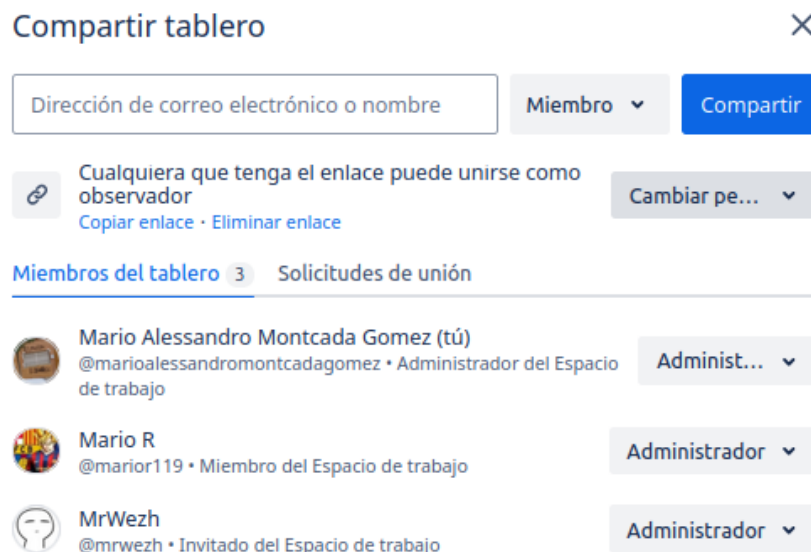 Compartir tablero
Dirección de correo electrónico o nombre
Miembro
Compartir
Cualquiera que tenga el enlace puede unirse como
observador
Copiar enlace · Eliminar enlace
Cambiar pe...
Miembros del tablero 3
Solicitudes de unión
Mario Alessandro Montcada Gomez (tú)
@marioalessandromontcadagomez • Administrador del Espacio
de trabajo
Administ...
Mario R
@marior119 • Miembro del Espacio de trabajo
Administrador
MrWezh
@mrwezh • Invitado del Espacio de trabajo
Administrador